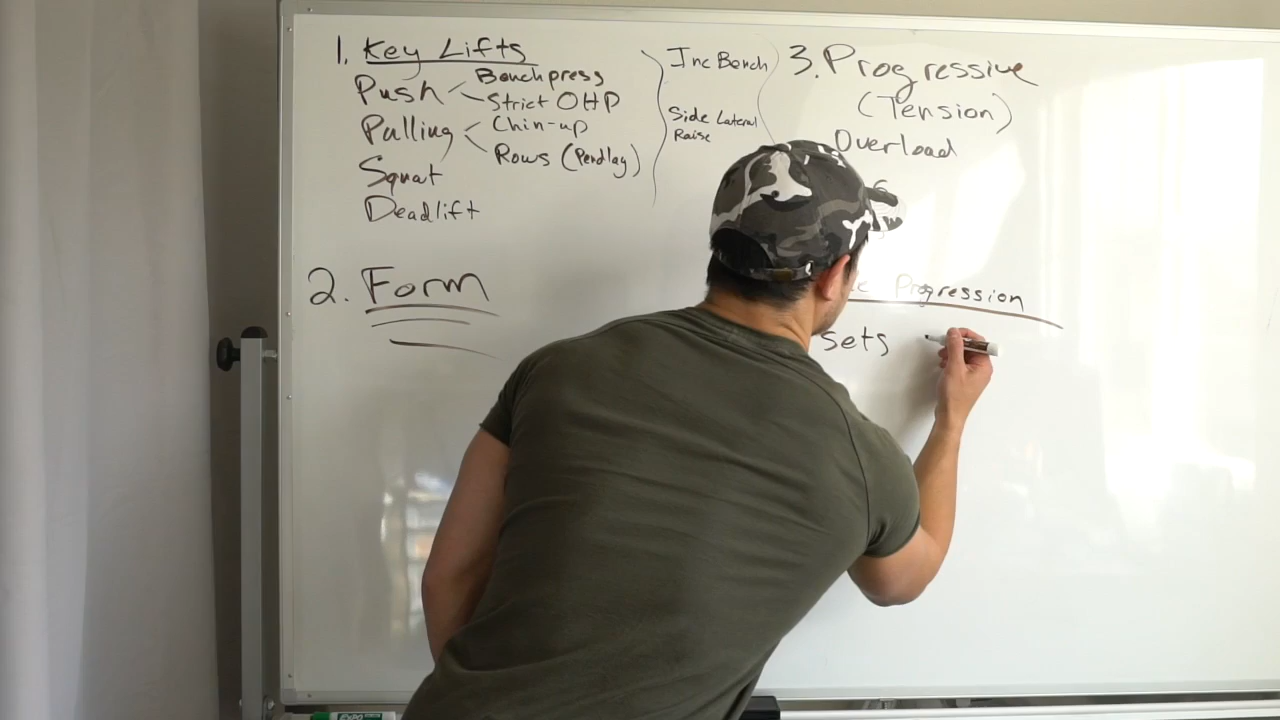 1. Key Lifts
Push
Benchpress
Strict OHP
Pulling
Chin-up
Rows (Pendlay)
Squat
Deadlift
2. Form
Inc Bench
Side Lateral
Raise
3. Progressive
(Tension)
Overload
Progression
sets
EXPO